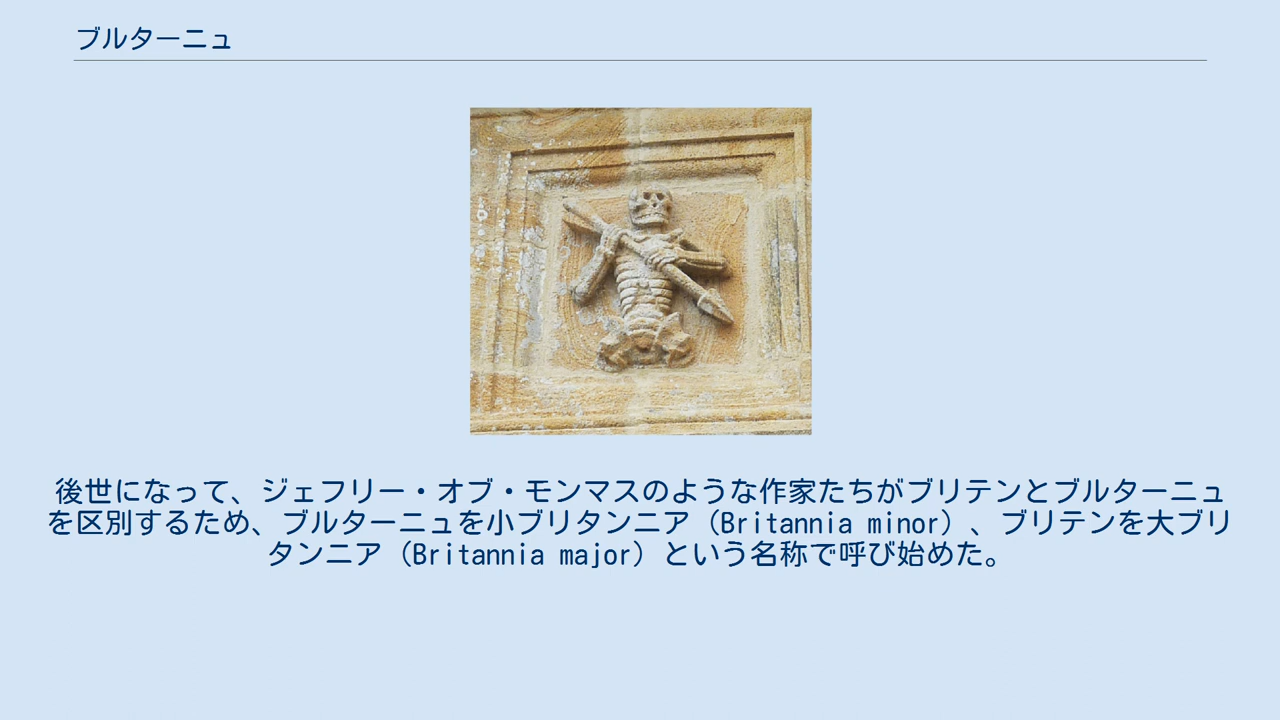 ブルターニュ
後世になって、ジェフリー・オブ・モンマスのような作家たちがブリテンとブルターニュ
を区別するため、ブルターニュを小ブリタンニア（Britannia minor）、ブリテンを大ブリ
タンニア（Britannia major）という名称で呼び始めた。